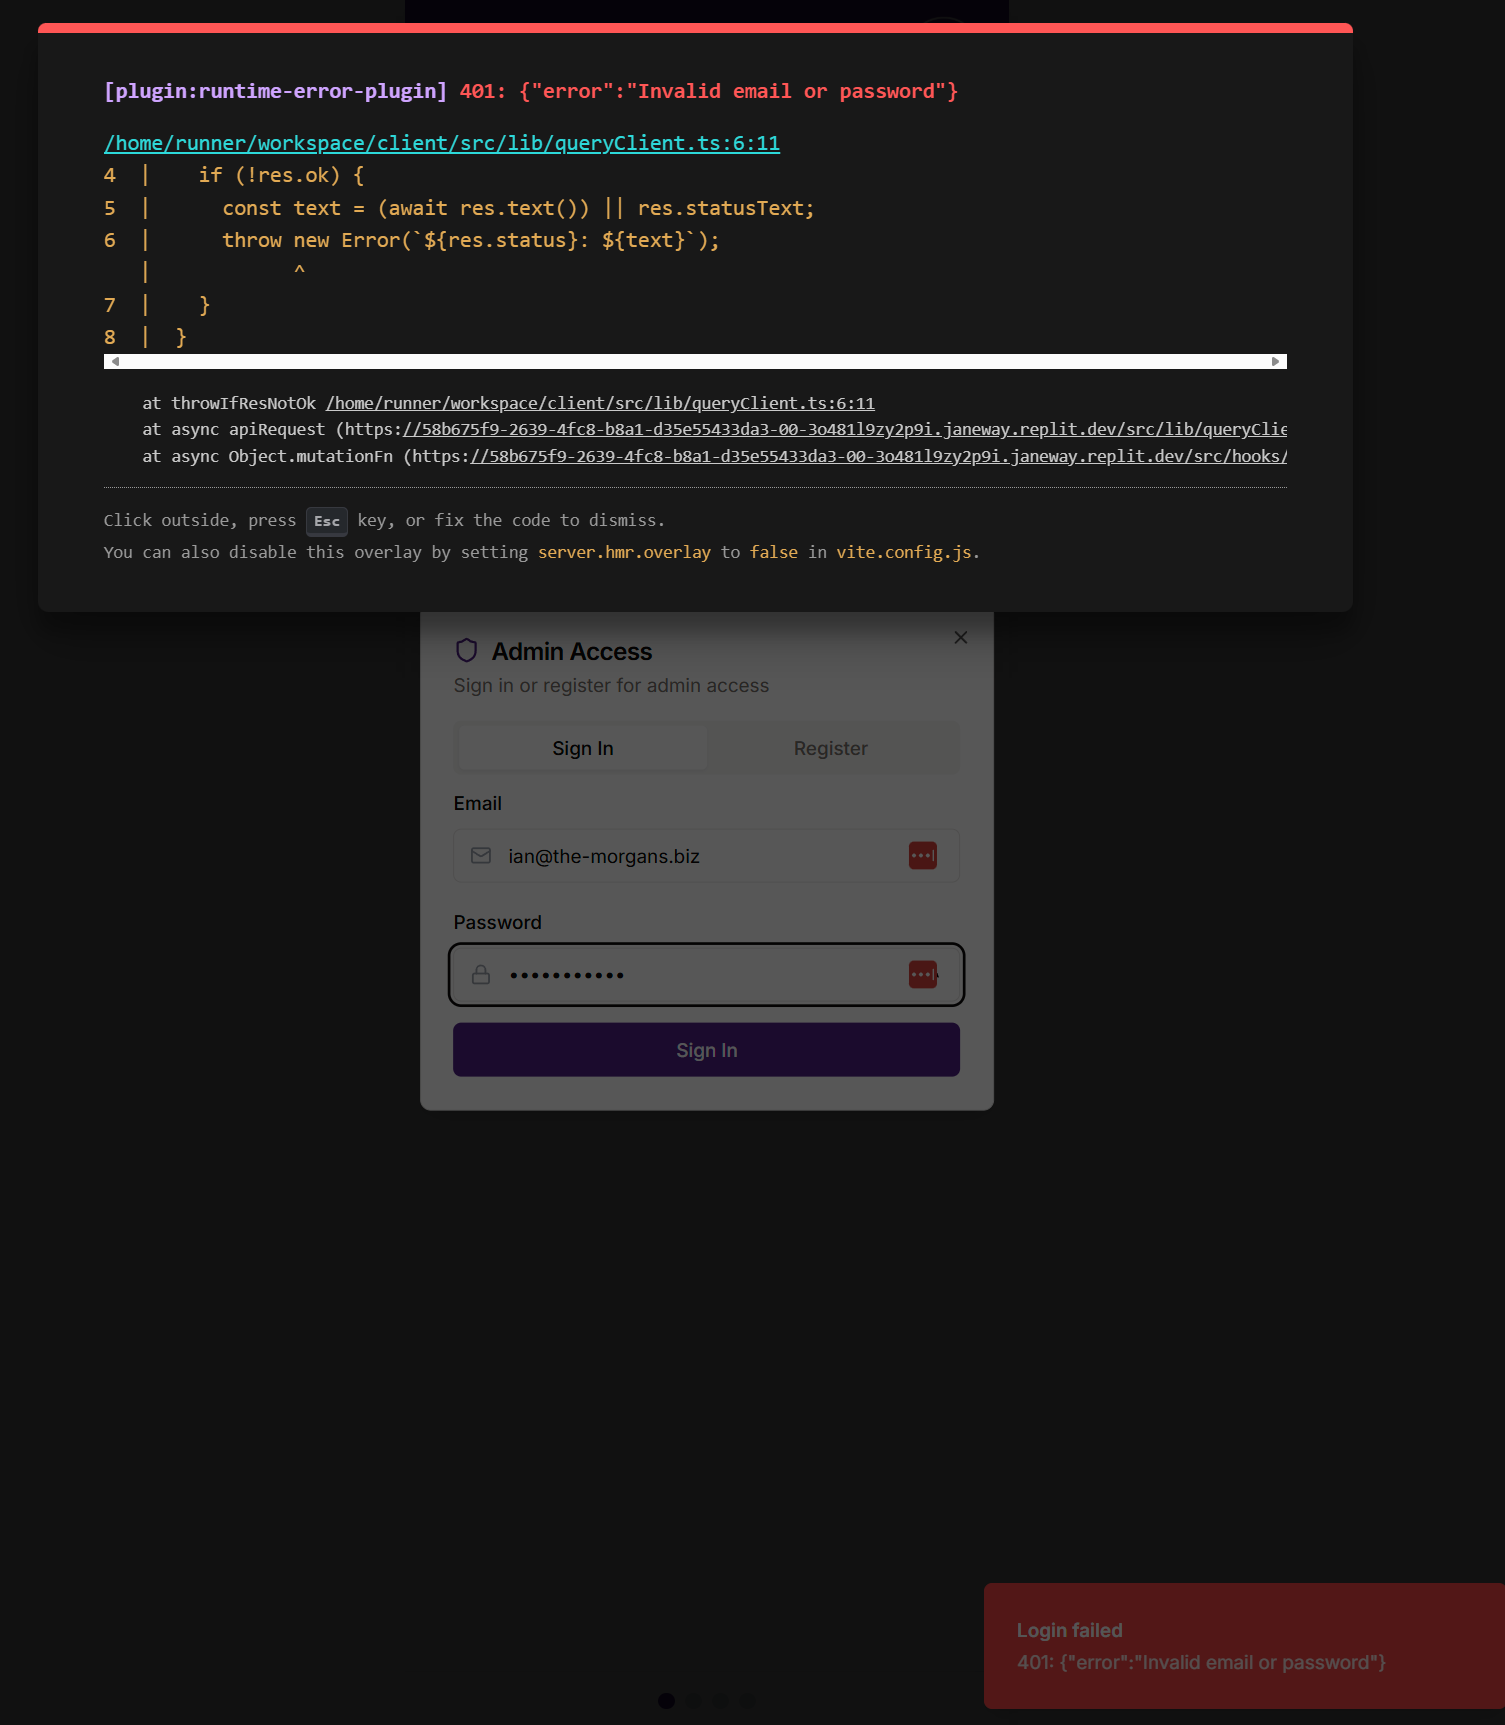 [plugin:runtime-error-plugin] 401: {"error":"Invalid email or password"}
/home/runner/workspace/client/src/lib/queryClient.ts:6:11
4  |    if (!res.ok) {
5  |      const text = (await res.text()) || res.statusText;
6  |      throw new Error(`${res.status}: ${text}`);
   |            ^
7  |    }
8  |  }
at throwIfResNotOk /home/runner/workspace/client/src/lib/queryClient.ts:6:11
at async apiRequest (https://58b675f9-2639-4fc8-b8a1-d35e55433da3-00-3o481l9zy2p9i.janeway.replit.dev/src/lib/queryClie
at async Object.mutationFn (https://58b675f9-2639-4fc8-b8a1-d35e55433da3-00-3o481l9zy2p9i.janeway.replit.dev/src/hooks/
Click outside, press Esc key, or fix the code to dismiss.
You can also disable this overlay by setting server.hmr.overlay to false in vite.config.js.
Admin Access
Sign in or register for admin access
Sign In
Register
Email
ian@the-morgans.biz
Password
•••••••••••
Sign In
Login failed
401: {"error":"Invalid email or password"}